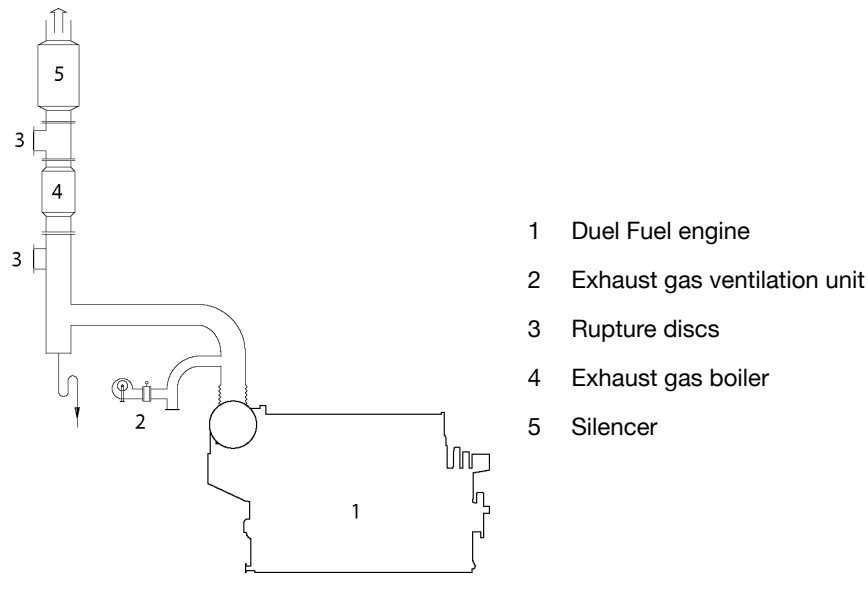 5
3
4
3
2
1
1 Duel Fuel engine
2 Exhaust gas ventilation unit
3 Rupture discs
4 Exhaust gas boiler
5 Silencer